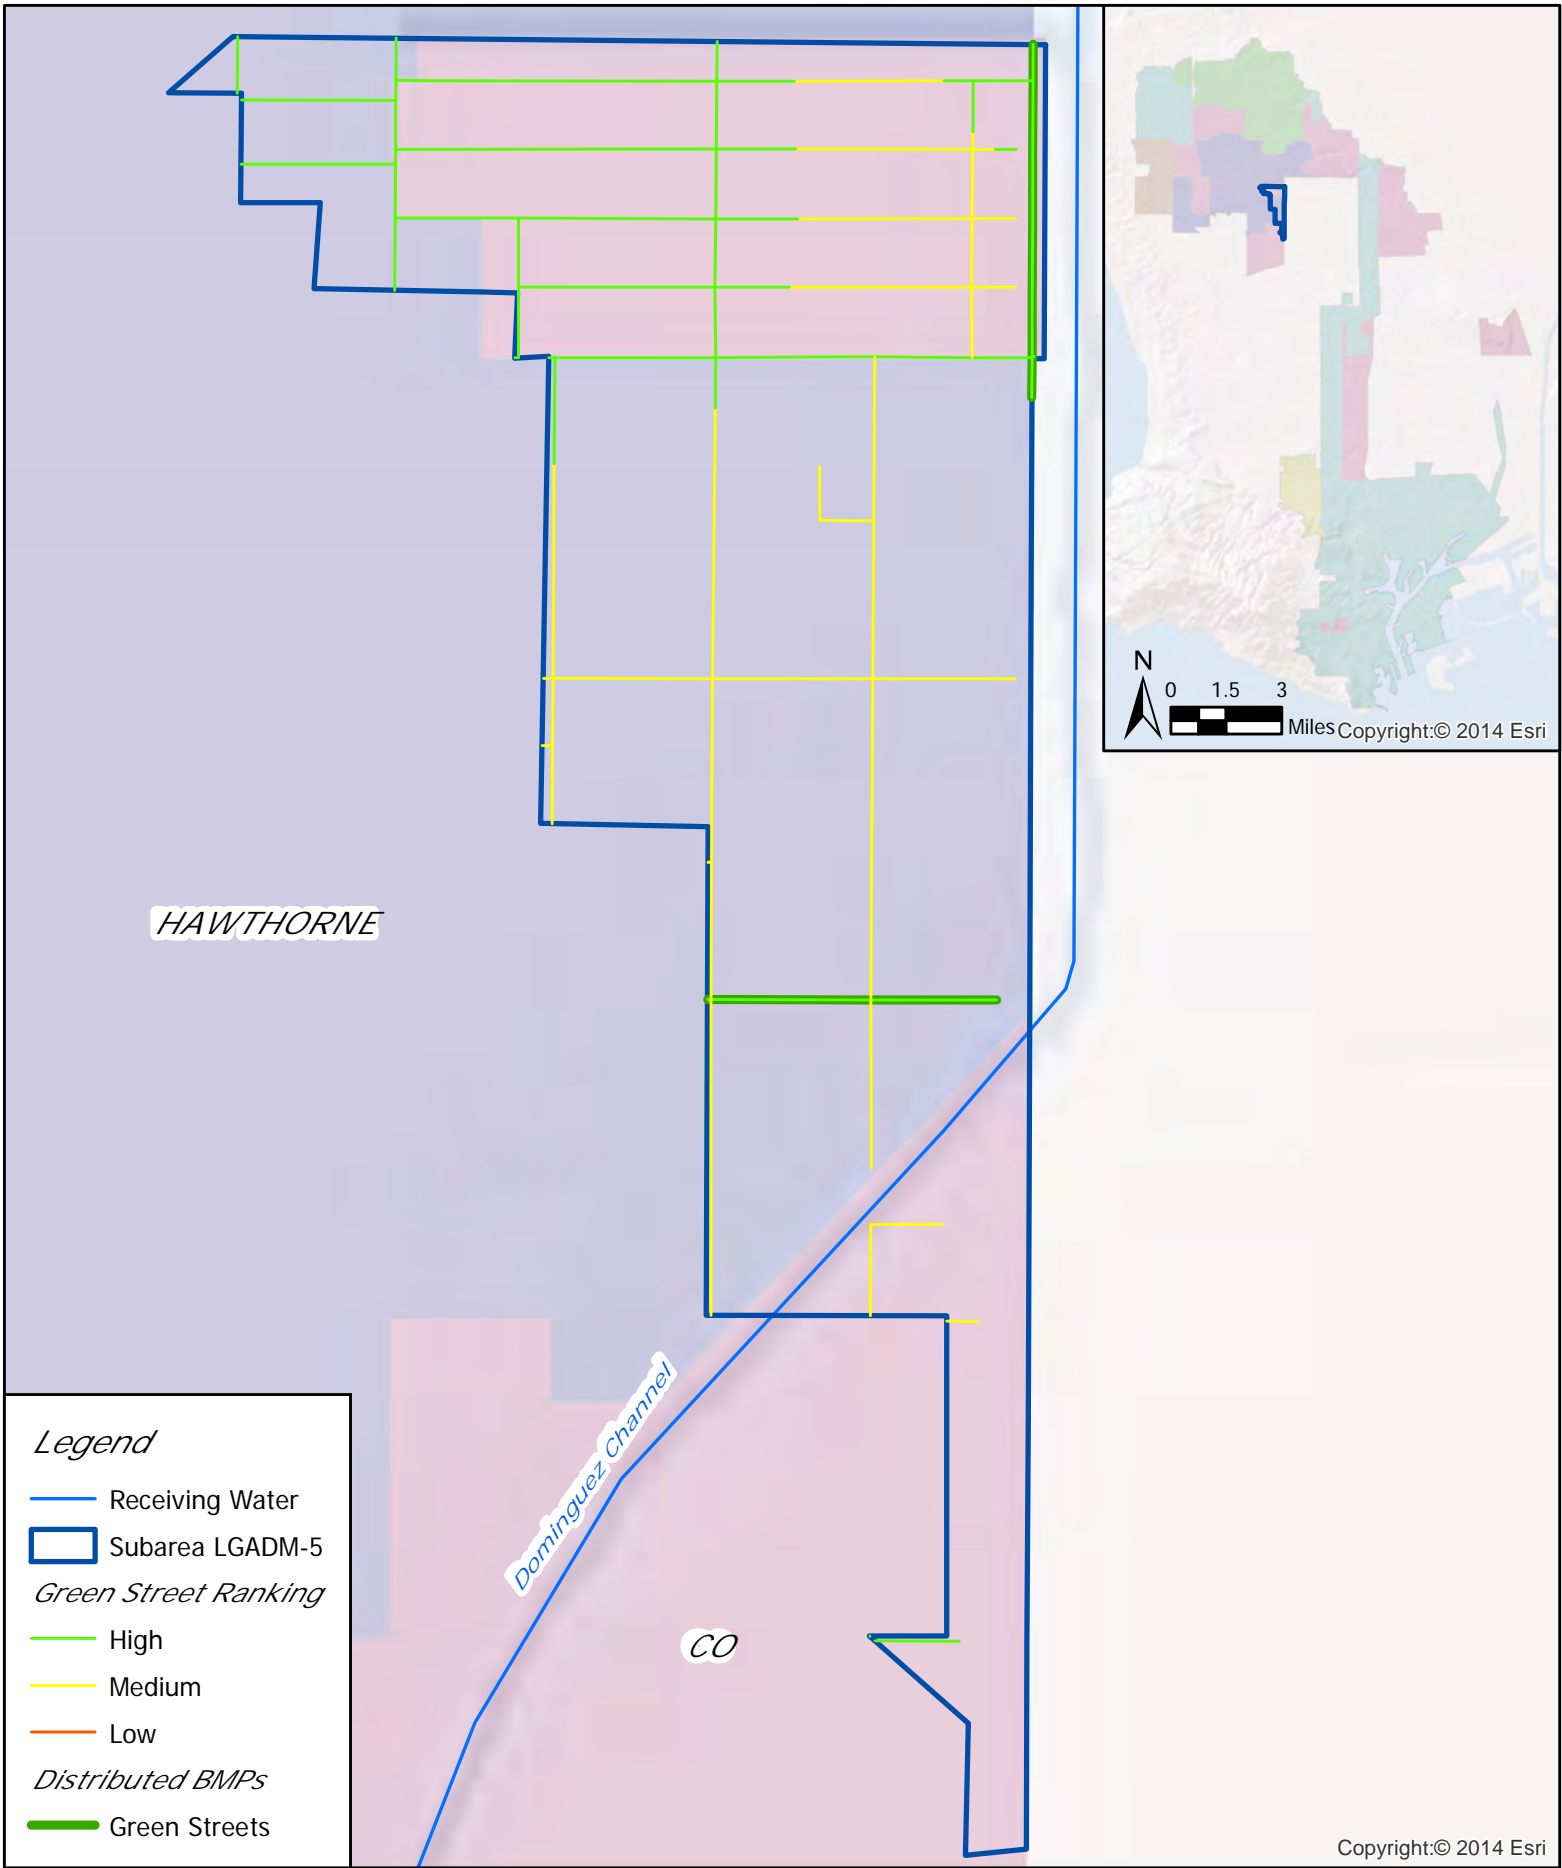 N
0 1.5 3
Miles
Copyright:© 2014 Esri
HAWTHORNE
Dominguez Channel
CO
Legend
Receiving Water
Subarea LGADM-5
Green Street Ranking
High
Medium
Low
Distributed BMPs
Green Streets
Copyright:© 2014 Esri